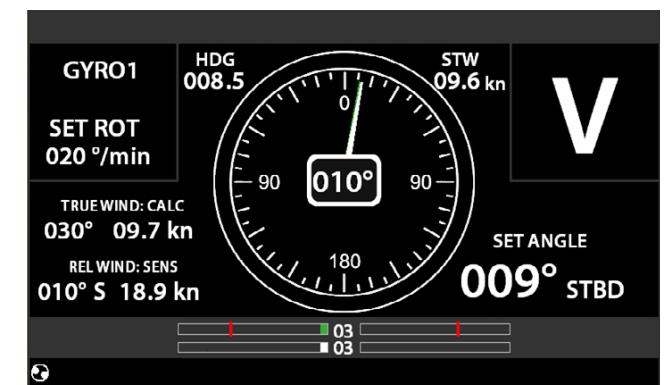 GYRO1
SET ROT
020 º/min
HDG
008.5
STW
09.6 kn
V
0
90
010°
90
180
TRUE WIND: CALC
030° 09.7 kn
REL WIND: SENS
010° S 18.9 kn
SET ANGLE
009° STBD
03
03